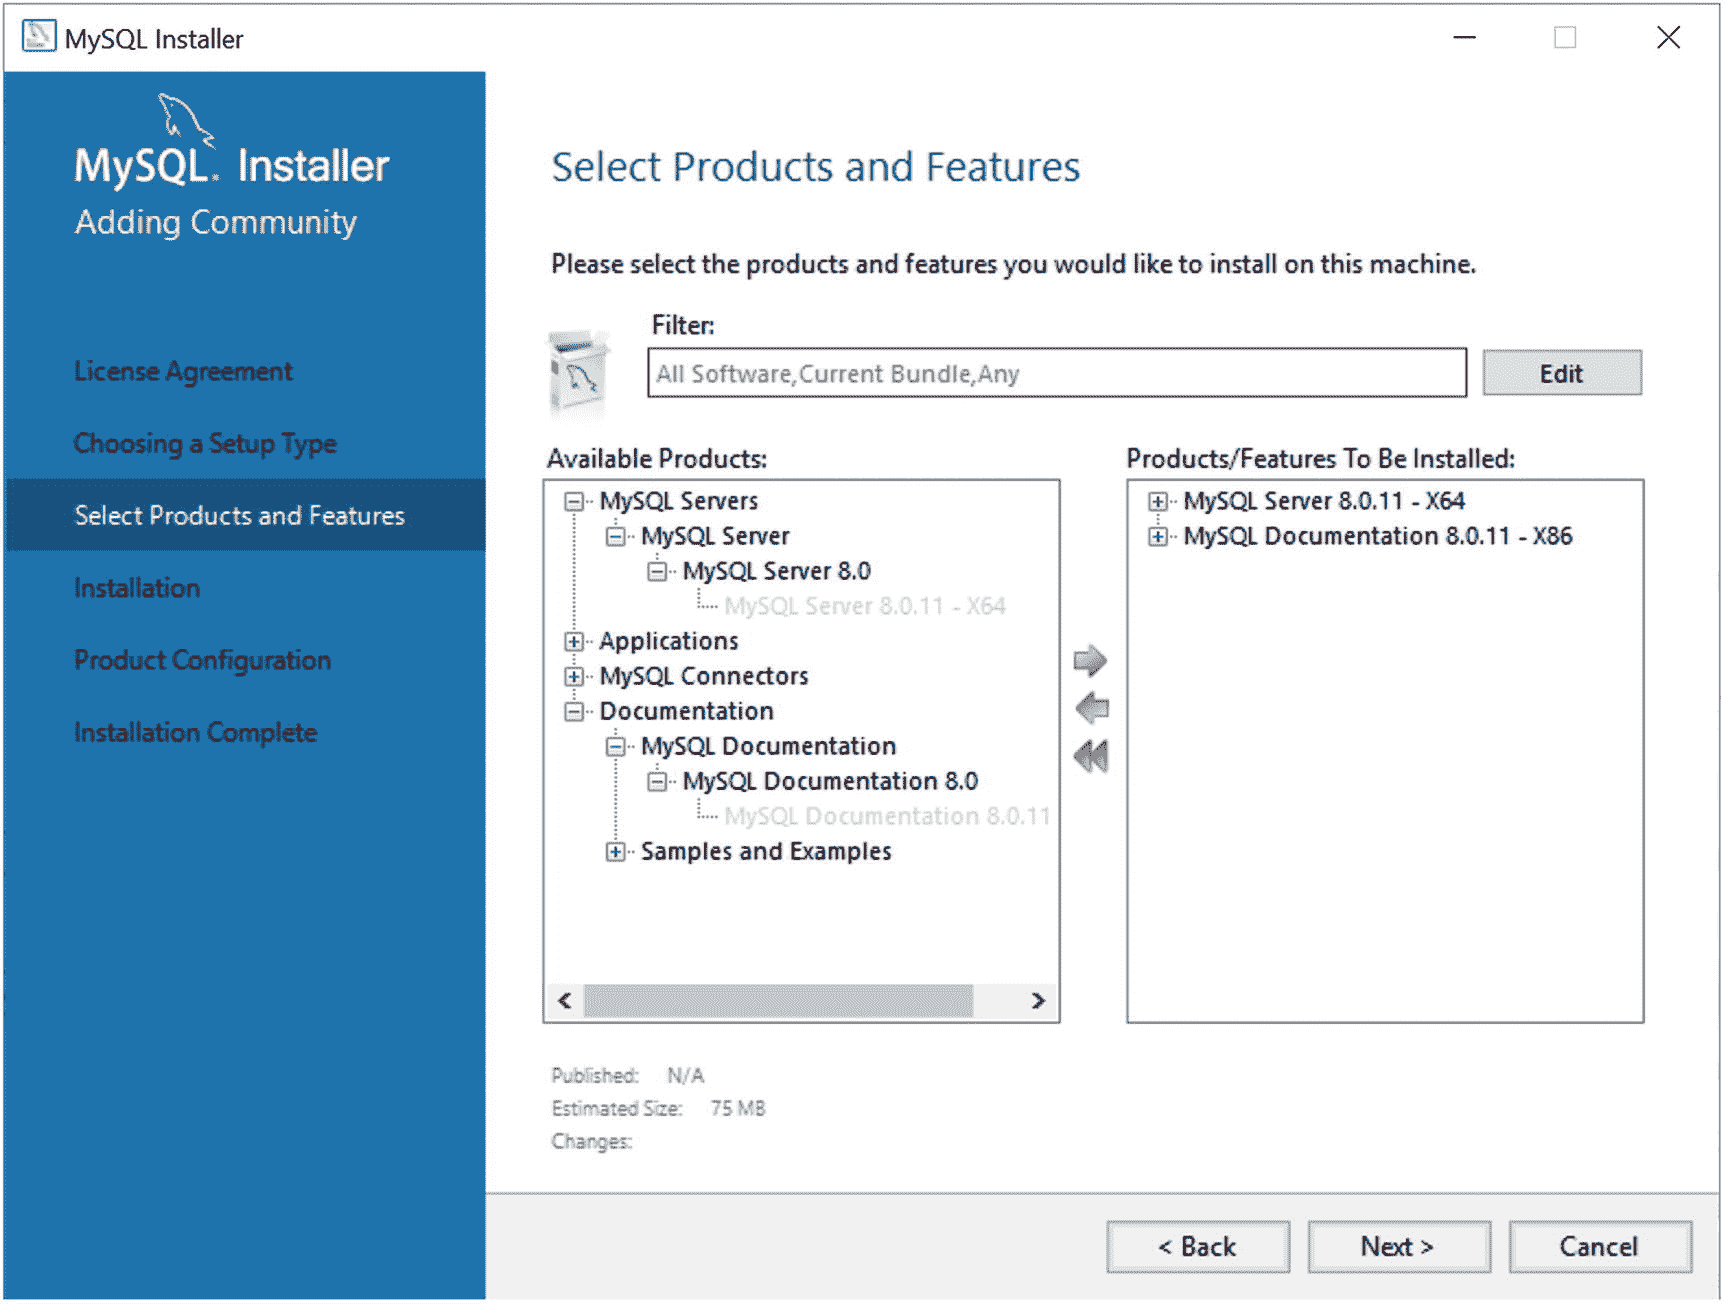 MySQL Installer
MySQL. Installer
Adding Community
License Agreement
Choosing a Setup Type
Select Products and Features
Installation
Product Configuration
Installation Complete
Select Products and Features
Please select the products and features you would like to install on this machine.
Filter:
All Software,Current Bundle,Any
Edit
Available Products:
MySQL Servers
MySQL Server
MySQL Server 8.0
MySQL Server 8.0.11 - X64
Applications
MySQL Connectors
Documentation
MySQL Documentation
MySQL Documentation 8.0
MySQL Documentation 8.0.11
Samples and Examples
Products/Features To Be Installed:
MySQL Server 8.0.11 - X64
MySQL Documentation 8.0.11 - X86
Published: N/A
Estimated Size: 75 MB
Changes:
< Back
Next >
Cancel